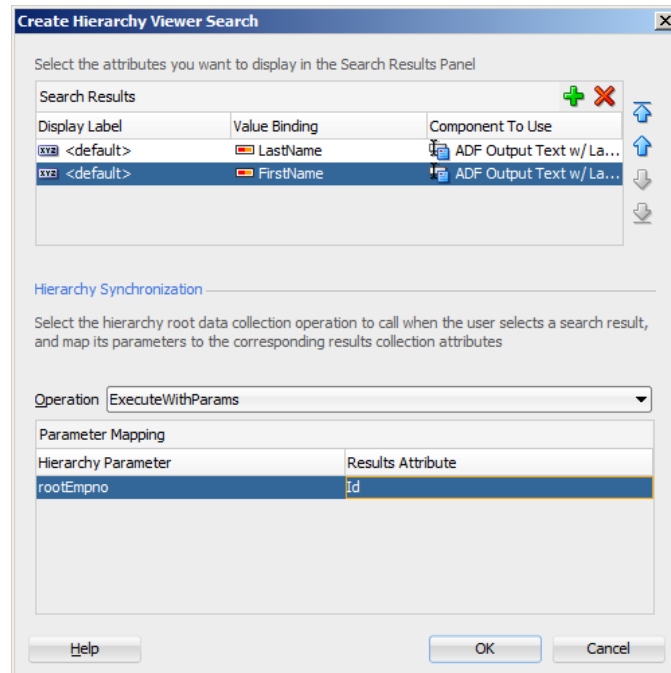 Create Hierarchy Viewer Search
Select the attributes you want to display in the Search Results Panel
Search Results
Display Label Value Binding Component To Use
xyz <default> LastName ADF Output Text w/ La...
xyz <default> FirstName ADF Output Text w/ La...
Hierarchy Synchronization
Select the hierarchy root data collection operation to call when the user selects a search result,
and map its parameters to the corresponding results collection attributes
Operation ExecuteWithParams
Parameter Mapping
Hierarchy Parameter Results Attribute
rootEmpno Id
Help OK Cancel